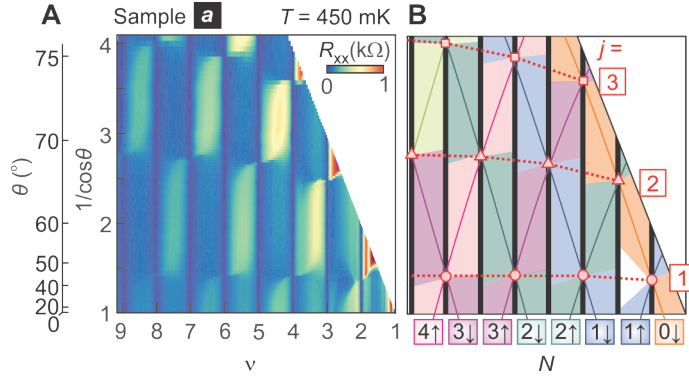 A Sample a T = 450 mK B
Rxx(kΩ)
0 1
j =
3
2
1
θ (°)
75
70
60
50
40
20
0
1/cosθ
4
3
2
1
9 8 7 6 5 4 3 2 1
ν
4↑ 3↓ 3↑ 2↓ 2↑ 1↓ 1↑ 0↓
N